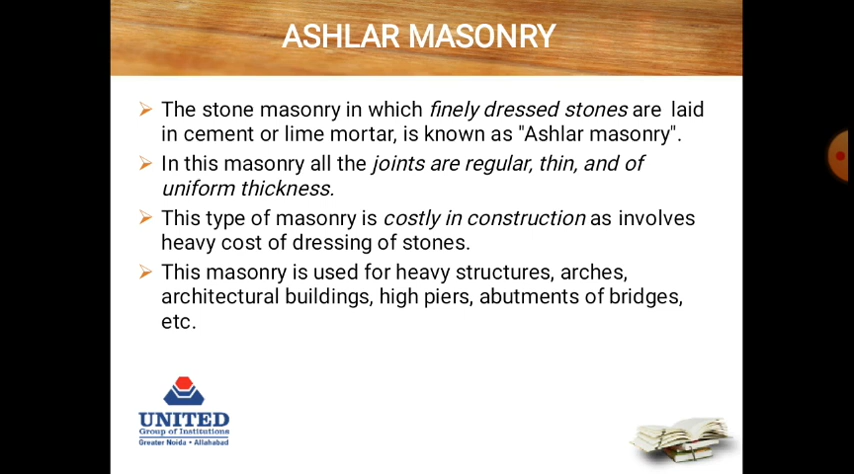 ASHLAR MASONRY
The stone masonry in which finely dressed stones are laid
in cement or lime mortar, is known as "Ashlar masonry".
In this masonry all the joints are regular, thin, and of
uniform thickness.
This type of masonry is costly in construction as involves
heavy cost of dressing of stones.
This masonry is used for heavy structures, arches,
architectural buildings, high piers, abutments of bridges,
etc.
UNITED
Group of Institutions
Greater Noida • Allahabad